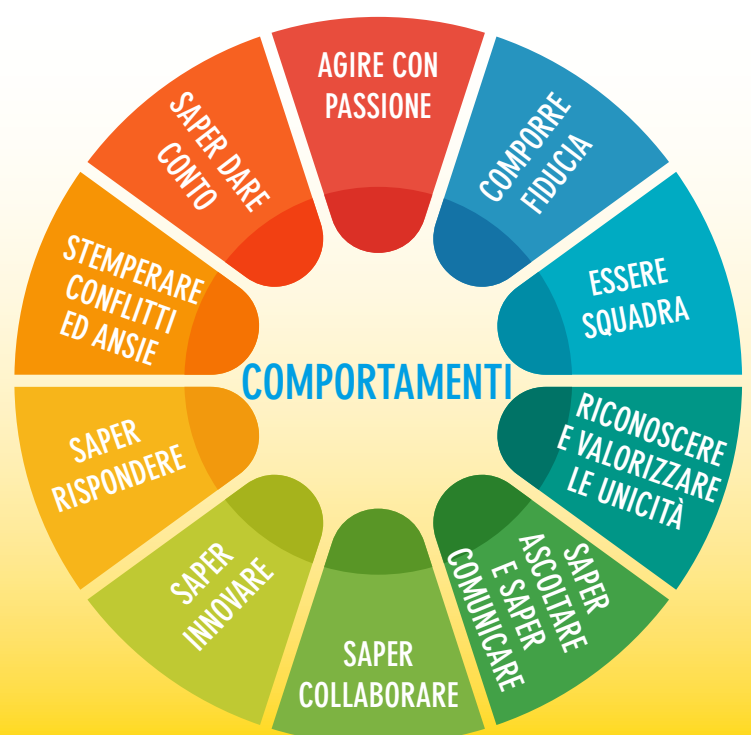 AGIRE CON
PASSIONE
COMPORRE
FIDUCIA
ESSERE
SQUADRA
RICONOSCERE
E VALORIZZARE
LE UNICITÀ
SAPER
ASCOLTARE
E SAPER
COMUNICARE
SAPER
COLLABORARE
SAPER
INNOVARE
SAPER
RISPONDERE
STEMPERARE
CONFLITTI
ED ANSIE
SAPER DARE
CONTO
COMPORTAMENTI